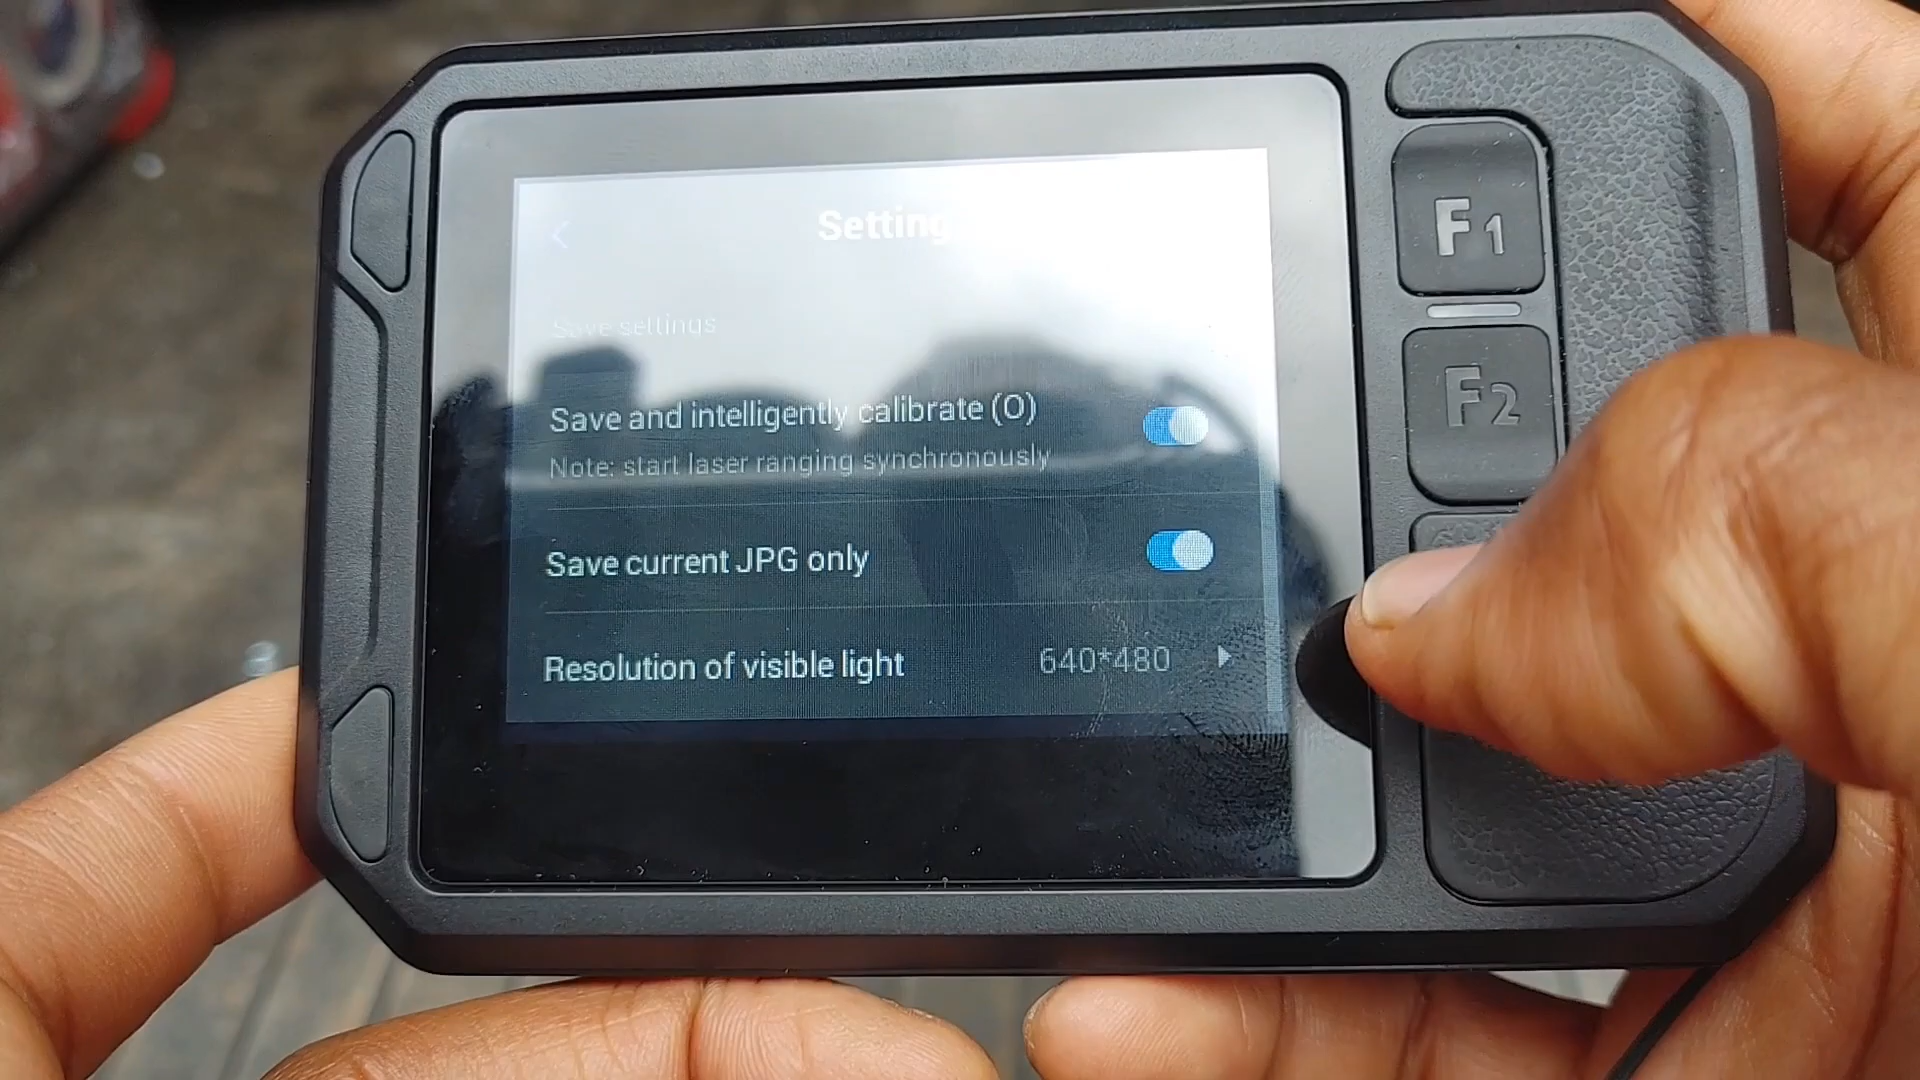 Setting
Save settings
Save and intelligently calibrate (O)
Note: start laser ranging synchronously
Save current JPG only
Resolution of visible light 640*480
F1
F2